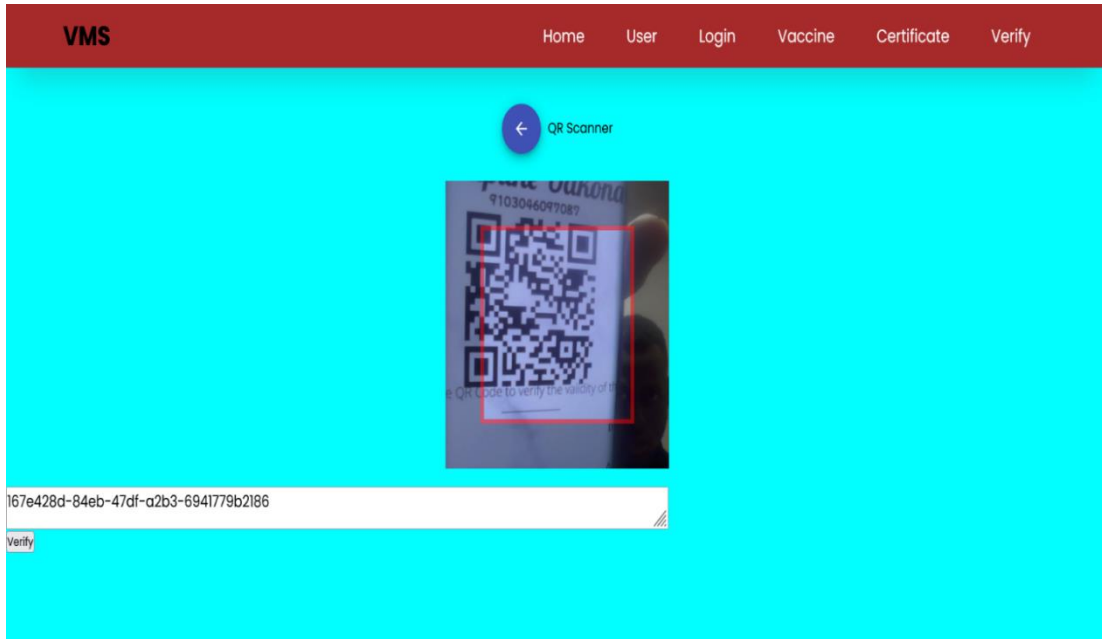 VMS Home User Login Vaccine Certificate Verify
QR Scanner
9103046097087
e QR Code to verify the validity of
167e428d-84eb-47df-a2b3-6941779b2186
Verify